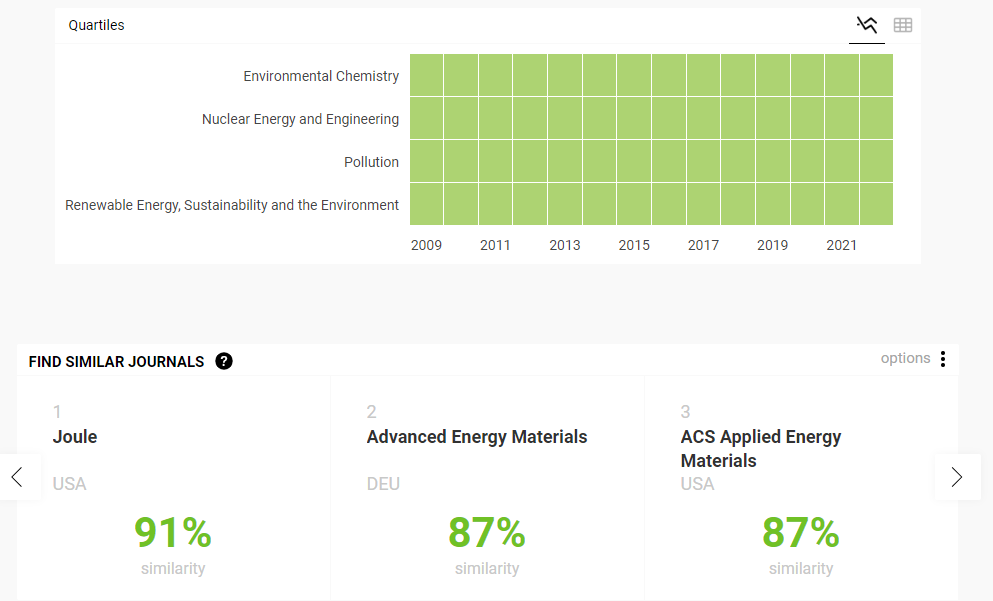 Quartiles
Environmental Chemistry
Nuclear Energy and Engineering
Pollution
Renewable Energy, Sustainability and the Environment
2009 2011 2013 2015 2017 2019 2021
FIND SIMILAR JOURNALS ?
options
1
Joule
USA
91%
similarity
2
Advanced Energy Materials
DEU
87%
similarity
3
ACS Applied Energy
Materials
USA
87%
similarity